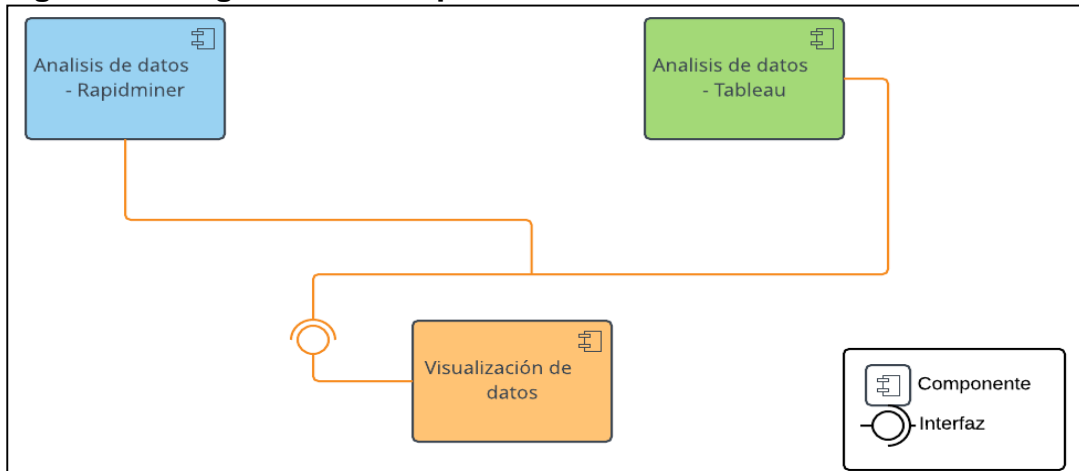 Analisis de datos
- Rapidminer
Analisis de datos
- Tableau
Visualización de
datos
Componente
Interfaz